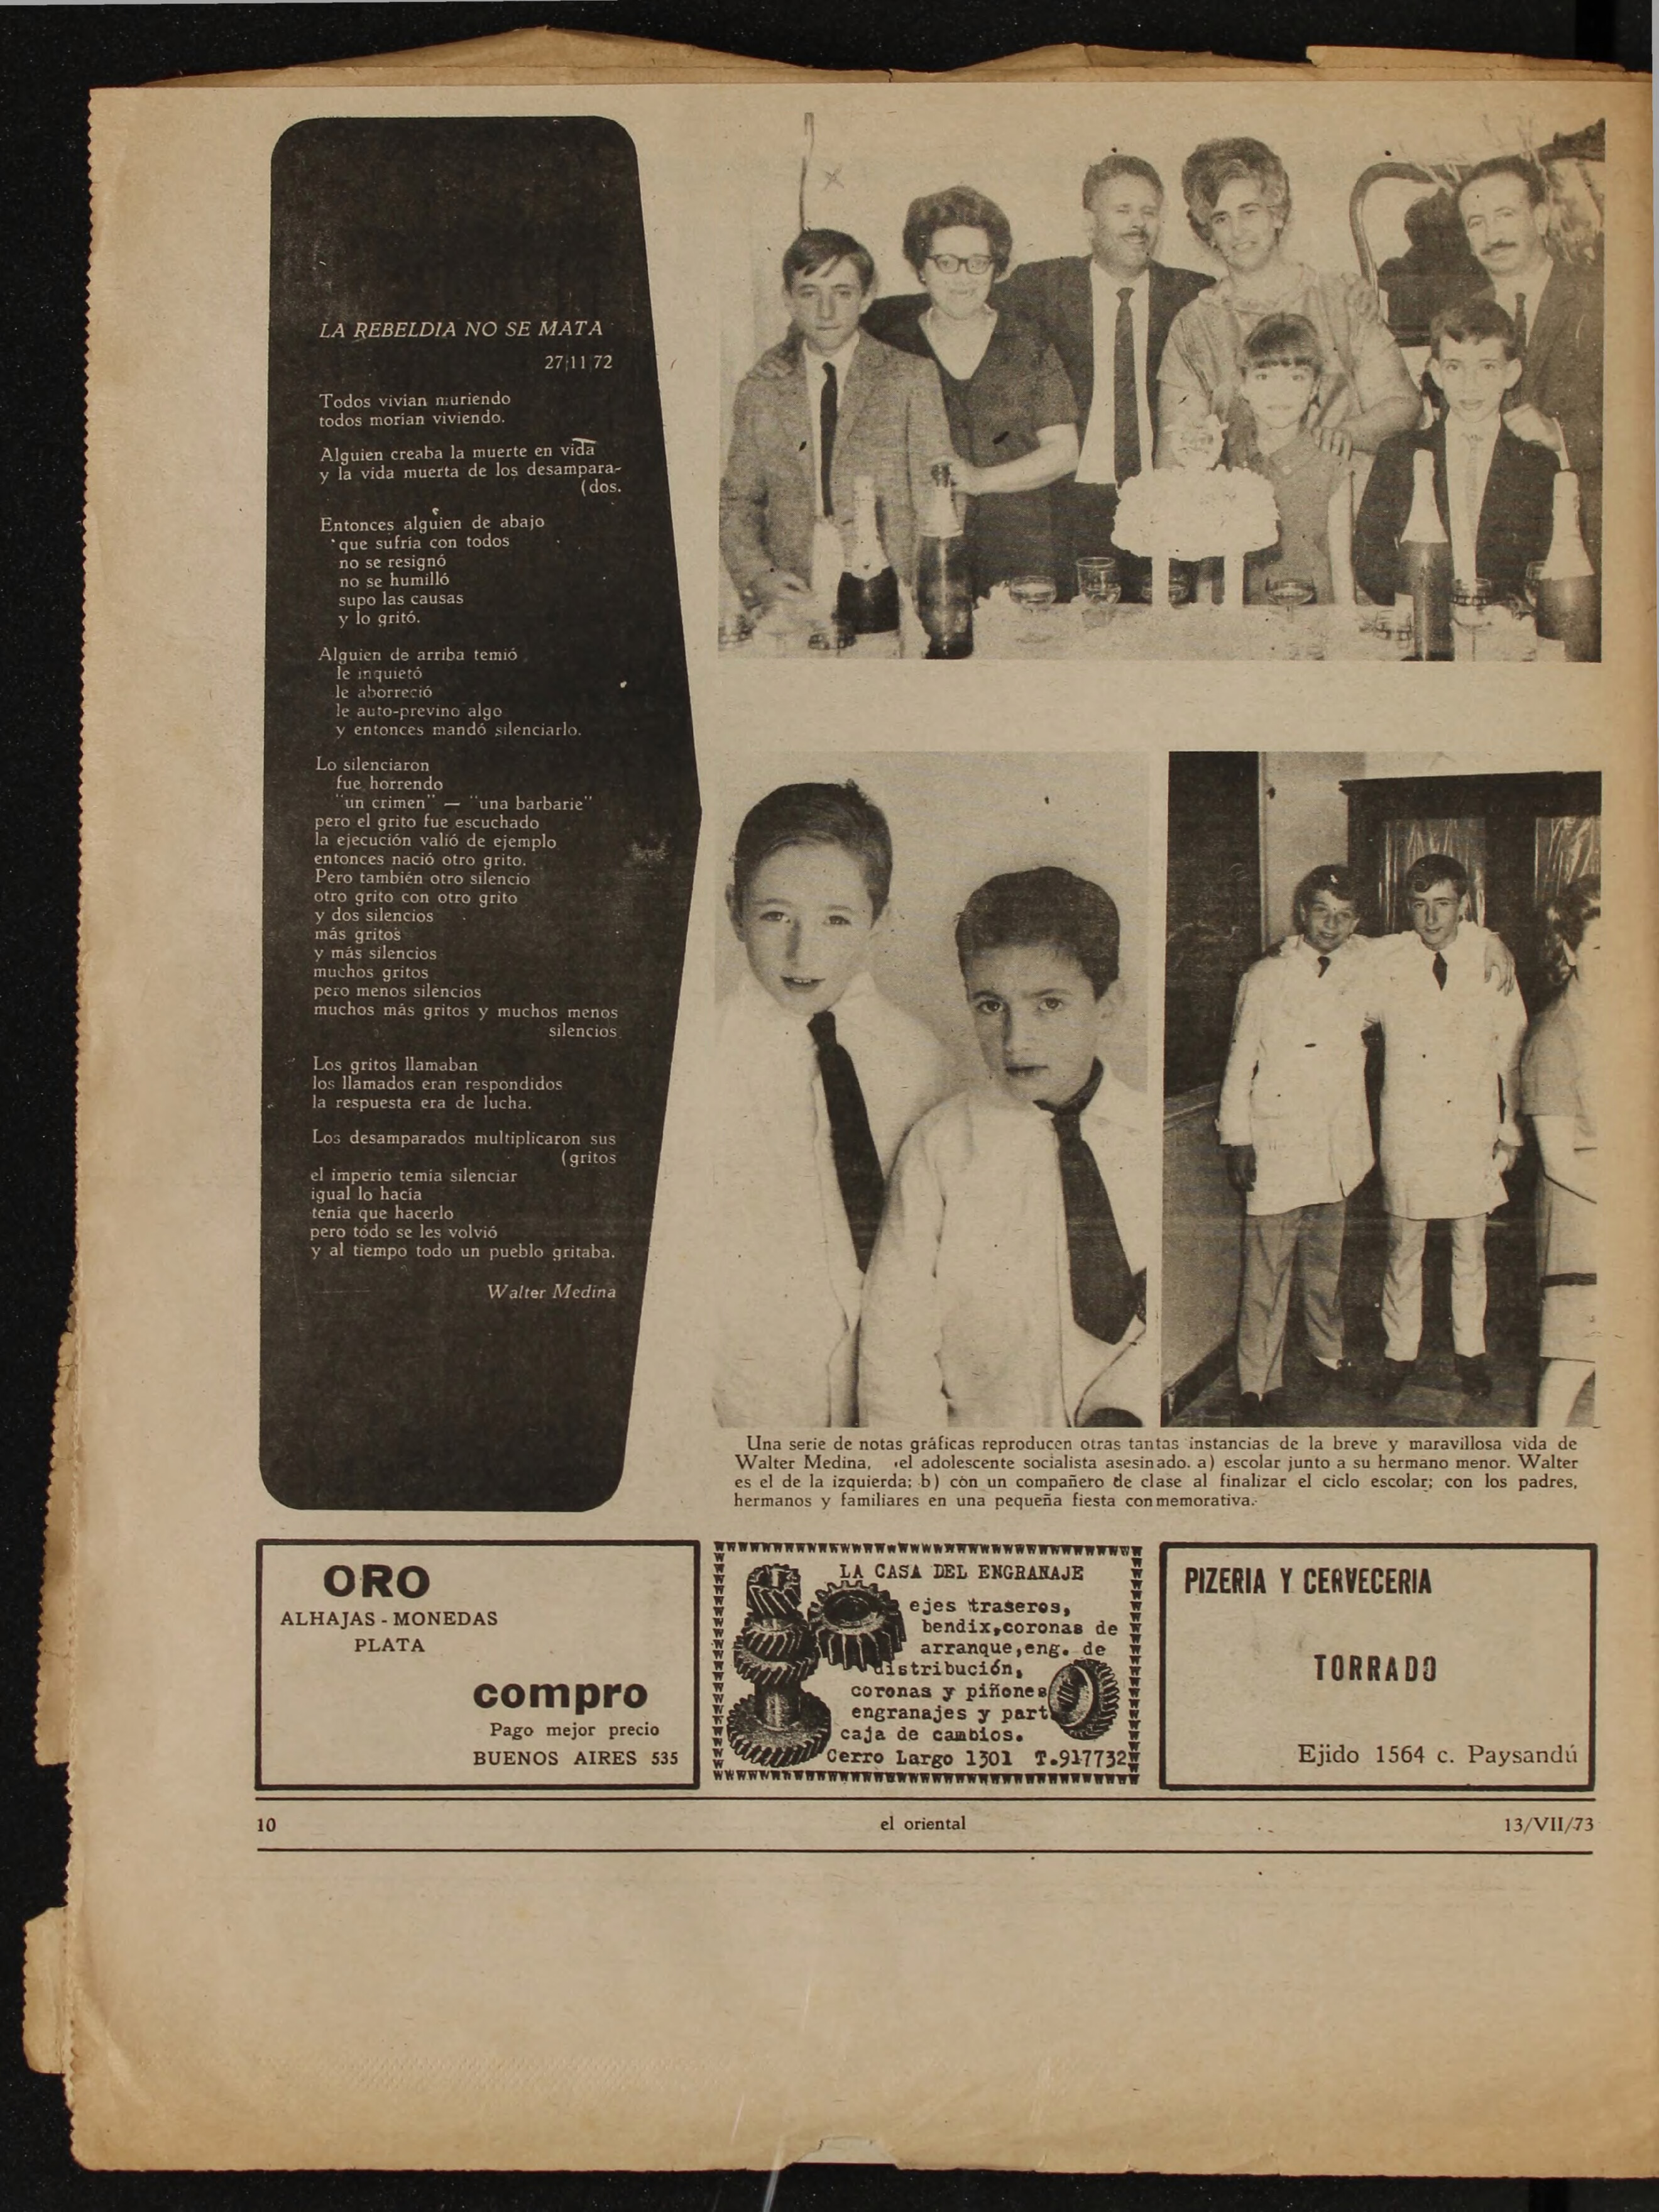 LA REBELDIA NO SE MATA
27|11|72
Todos vivían muriendo
todos morían viviendo.
Alguien creaba la muerte en vida
y la vida muerta de los desampara-
(dos.
Entonces alguien de abajo
que sufría con todos
no se resignó
no se humilló
supo las causas
y lo gritó.
Alguien de arriba temió
le inquietó
le aborreció
le auto-previno algo
y entonces mandó silenciarlo.
Lo silenciaron
fue horrendo
"un crimen" — "una barbarie"
pero el grito fue escuchado
la ejecución valió de ejemplo
entonces nació otro grito.
Pero también otro silencio
otro grito con otro grito
y dos silencios
más gritos
y más silencios
muchos gritos
pero menos silencios
muchos más gritos y muchos menos
silencios
Los gritos llamaban
los llamados eran respondidos
la respuesta era de lucha.
Los desamparados multiplicaron sus
(gritos
el imperio temía silenciar
igual lo hacía
tenía que hacerlo
pero todo se les volvió
y al tiempo todo un pueblo gritaba.
Walter Medina
Una serie de notas gráficas reproducen otras tantas instancias de la breve y maravillosa vida de
Walter Medina, el adolescente socialista asesinado. a) escolar junto a su hermano menor. Walter
es el de la izquierda; b) con un compañero de clase al finalizar el ciclo escolar; con los padres,
hermanos y familiares en una pequeña fiesta conmemorativa.
ORO
ALHAJAS - MONEDAS
PLATA
compro
Pago mejor precio
BUENOS AIRES 535
LA CASA DEL ENGRANAJE
ejes traseros,
bendix,coronas de
arranque,eng. de
distribución,
coronas y piñones
engranajes y part
caja de cambios.
Cerro Largo 1301 T.917732
PIZERIA Y CERVECERIA
TORRADO
Ejido 1564 c. Paysandú
10
el oriental
13/VII/73